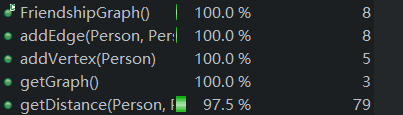 FriendshipGraph() 100.0 % 8
addEdge(Person, Per 100.0 % 8
addVertex(Person) 100.0 % 5
getGraph() 100.0 % 3
getDistance(Person, F 97.5 % 79